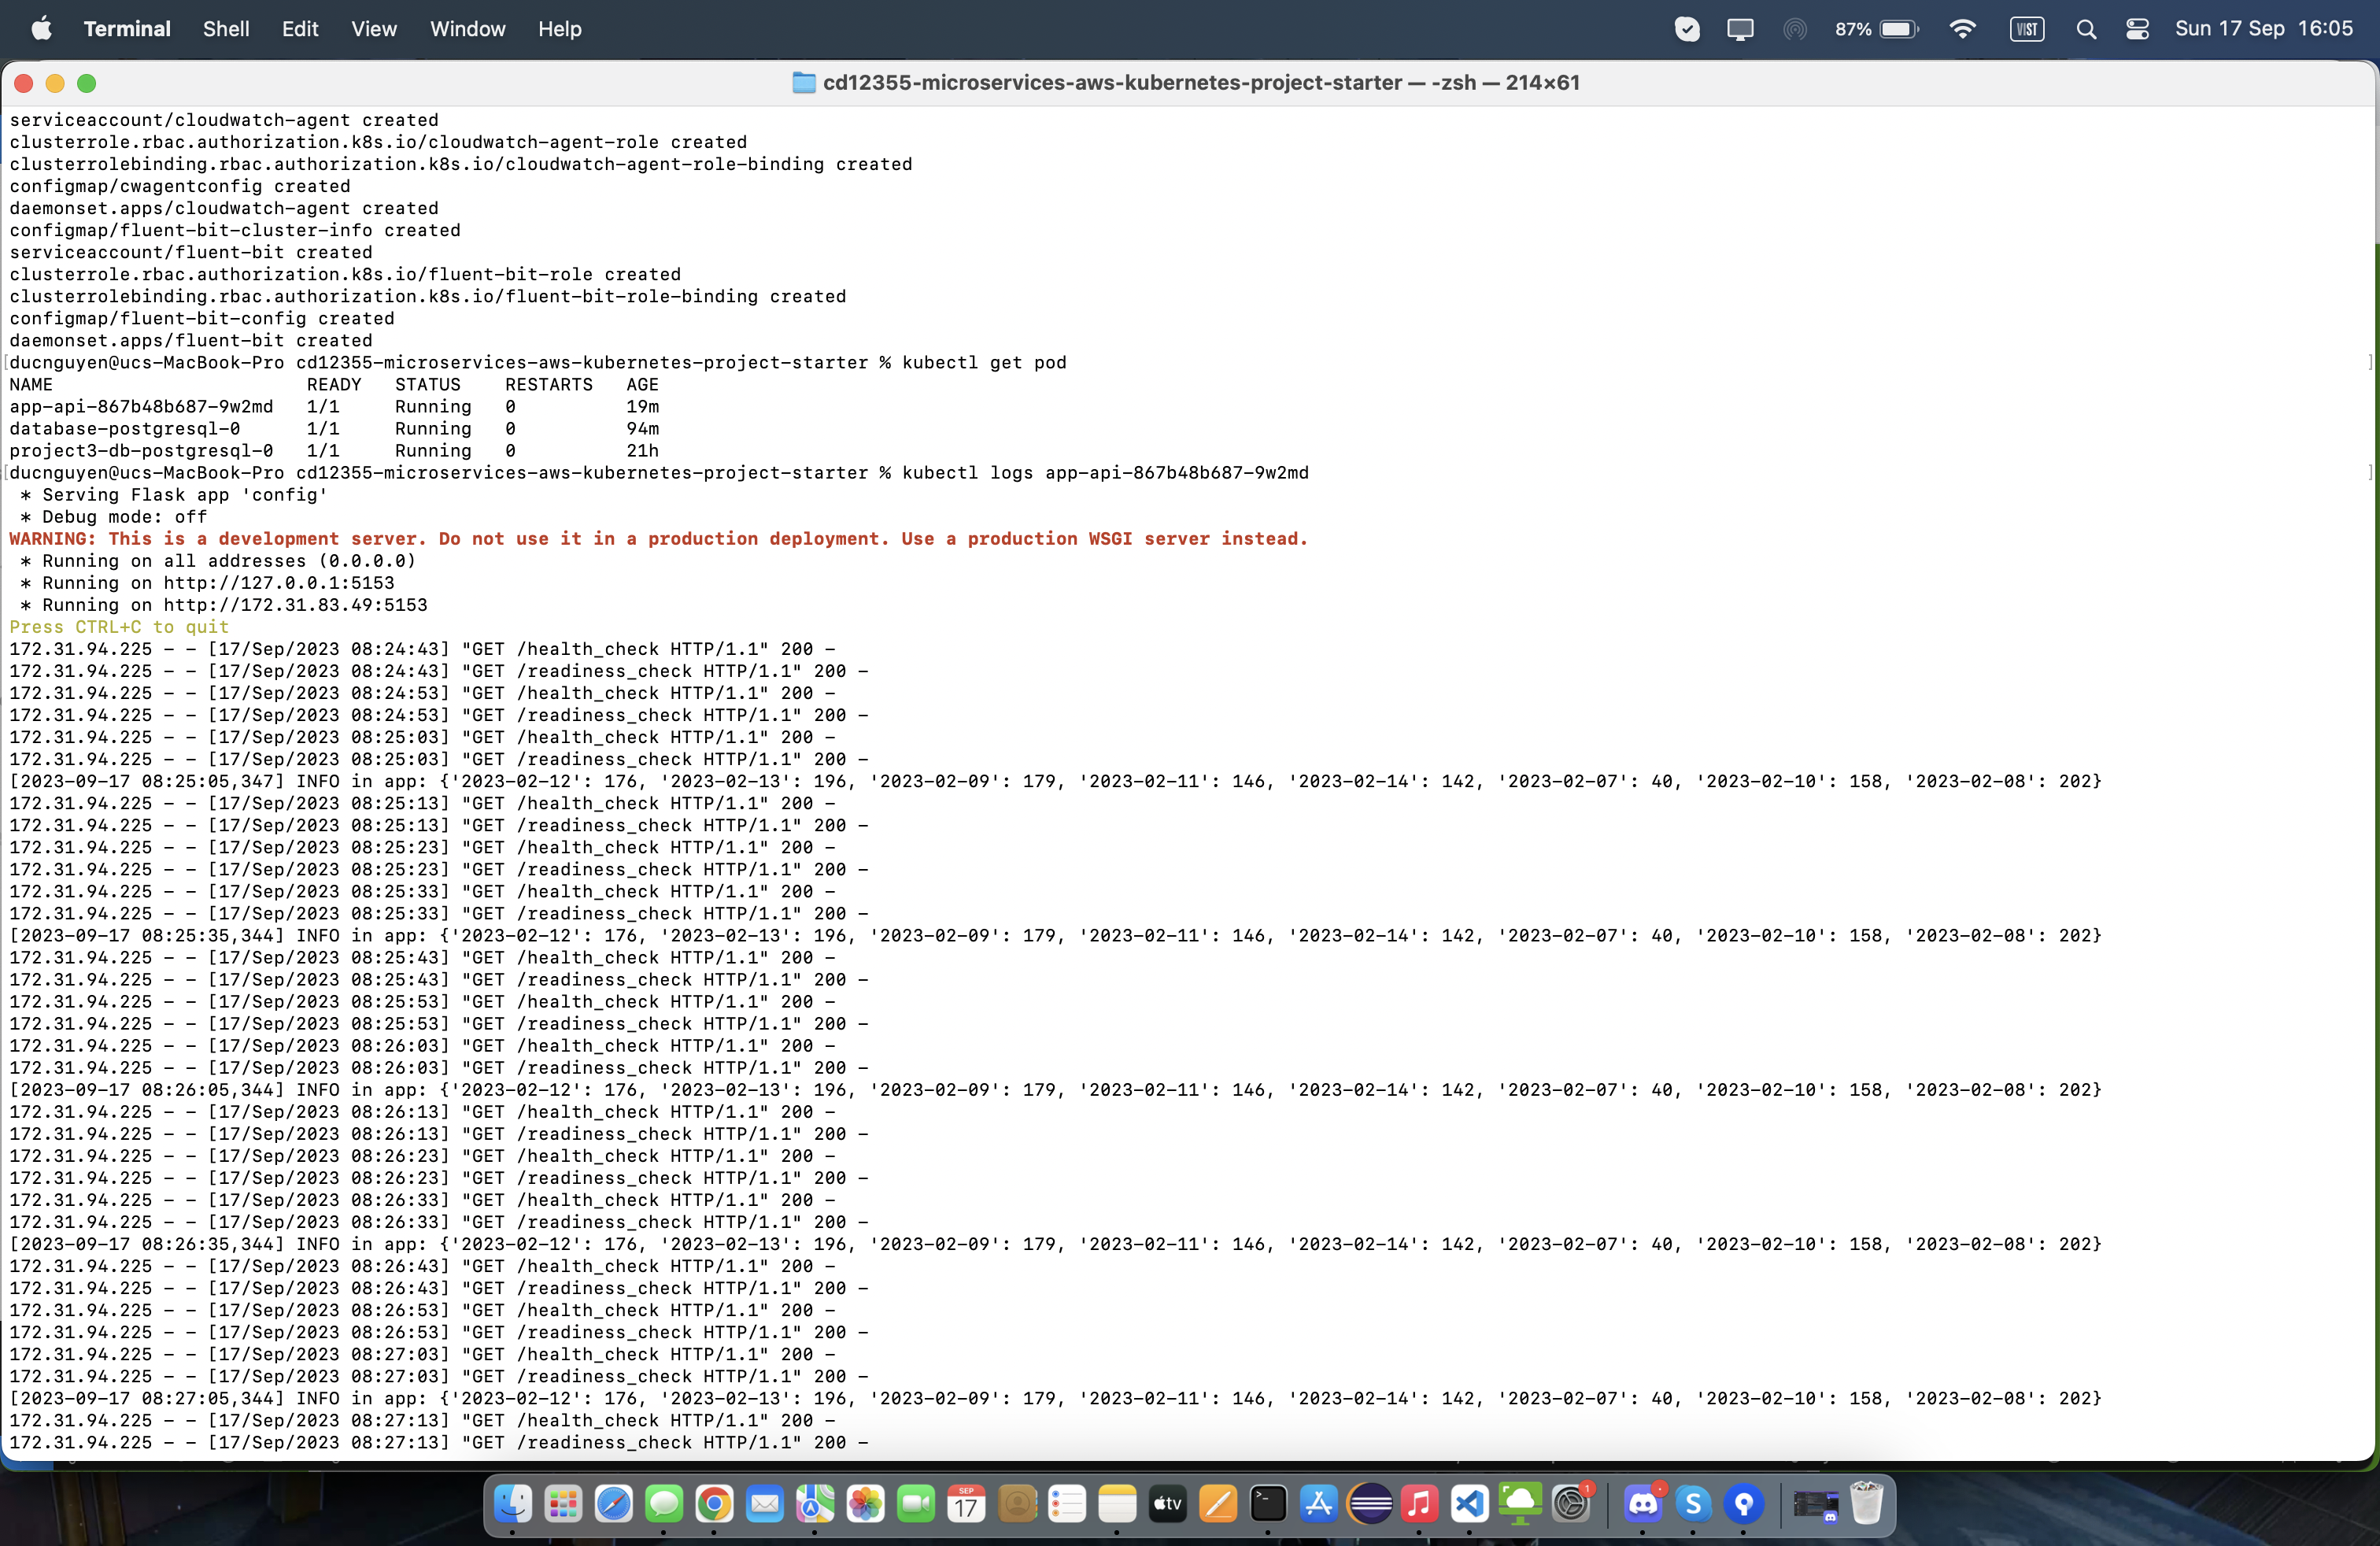 Terminal Shell Edit View Window Help 87% VIST Sun 17 Sep 16:05
cd12355-microservices-aws-kubernetes-project-starter — -zsh — 214×61
serviceaccount/cloudwatch-agent created
clusterrole.rbac.authorization.k8s.io/cloudwatch-agent-role created
clusterrolebinding.rbac.authorization.k8s.io/cloudwatch-agent-role-binding created
configmap/cwagentconfig created
daemonset.apps/cloudwatch-agent created
configmap/fluent-bit-cluster-info created
serviceaccount/fluent-bit created
clusterrole.rbac.authorization.k8s.io/fluent-bit-role created
clusterrolebinding.rbac.authorization.k8s.io/fluent-bit-role-binding created
configmap/fluent-bit-config created
daemonset.apps/fluent-bit created
[ducnguyen@ucs-MacBook-Pro cd12355-microservices-aws-kubernetes-project-starter % kubectl get pod ]
NAME READY STATUS RESTARTS AGE
app-api-867b48b687-9w2md 1/1 Running 0 19m
database-postgresql-0 1/1 Running 0 94m
project3-db-postgresql-0 1/1 Running 0 21h
[ducnguyen@ucs-MacBook-Pro cd12355-microservices-aws-kubernetes-project-starter % kubectl logs app-api-867b48b687-9w2md ]
* Serving Flask app 'config'
* Debug mode: off
WARNING: This is a development server. Do not use it in a production deployment. Use a production WSGI server instead.
* Running on all addresses (0.0.0.0)
* Running on http://127.0.0.1:5153
* Running on http://172.31.83.49:5153
Press CTRL+C to quit
172.31.94.225 - - [17/Sep/2023 08:24:43] "GET /health_check HTTP/1.1" 200 -
172.31.94.225 - - [17/Sep/2023 08:24:43] "GET /readiness_check HTTP/1.1" 200 -
172.31.94.225 - - [17/Sep/2023 08:24:53] "GET /health_check HTTP/1.1" 200 -
172.31.94.225 - - [17/Sep/2023 08:24:53] "GET /readiness_check HTTP/1.1" 200 -
172.31.94.225 - - [17/Sep/2023 08:25:03] "GET /health_check HTTP/1.1" 200 -
172.31.94.225 - - [17/Sep/2023 08:25:03] "GET /readiness_check HTTP/1.1" 200 -
[2023-09-17 08:25:05,347] INFO in app: {'2023-02-12': 176, '2023-02-13': 196, '2023-02-09': 179, '2023-02-11': 146, '2023-02-14': 142, '2023-02-07': 40, '2023-02-10': 158, '2023-02-08': 202}
172.31.94.225 - - [17/Sep/2023 08:25:13] "GET /health_check HTTP/1.1" 200 -
172.31.94.225 - - [17/Sep/2023 08:25:13] "GET /readiness_check HTTP/1.1" 200 -
172.31.94.225 - - [17/Sep/2023 08:25:23] "GET /health_check HTTP/1.1" 200 -
172.31.94.225 - - [17/Sep/2023 08:25:23] "GET /readiness_check HTTP/1.1" 200 -
172.31.94.225 - - [17/Sep/2023 08:25:33] "GET /health_check HTTP/1.1" 200 -
172.31.94.225 - - [17/Sep/2023 08:25:33] "GET /readiness_check HTTP/1.1" 200 -
[2023-09-17 08:25:35,344] INFO in app: {'2023-02-12': 176, '2023-02-13': 196, '2023-02-09': 179, '2023-02-11': 146, '2023-02-14': 142, '2023-02-07': 40, '2023-02-10': 158, '2023-02-08': 202}
172.31.94.225 - - [17/Sep/2023 08:25:43] "GET /health_check HTTP/1.1" 200 -
172.31.94.225 - - [17/Sep/2023 08:25:43] "GET /readiness_check HTTP/1.1" 200 -
172.31.94.225 - - [17/Sep/2023 08:25:53] "GET /health_check HTTP/1.1" 200 -
172.31.94.225 - - [17/Sep/2023 08:25:53] "GET /readiness_check HTTP/1.1" 200 -
172.31.94.225 - - [17/Sep/2023 08:26:03] "GET /health_check HTTP/1.1" 200 -
172.31.94.225 - - [17/Sep/2023 08:26:03] "GET /readiness_check HTTP/1.1" 200 -
[2023-09-17 08:26:05,344] INFO in app: {'2023-02-12': 176, '2023-02-13': 196, '2023-02-09': 179, '2023-02-11': 146, '2023-02-14': 142, '2023-02-07': 40, '2023-02-10': 158, '2023-02-08': 202}
172.31.94.225 - - [17/Sep/2023 08:26:13] "GET /health_check HTTP/1.1" 200 -
172.31.94.225 - - [17/Sep/2023 08:26:13] "GET /readiness_check HTTP/1.1" 200 -
172.31.94.225 - - [17/Sep/2023 08:26:23] "GET /health_check HTTP/1.1" 200 -
172.31.94.225 - - [17/Sep/2023 08:26:23] "GET /readiness_check HTTP/1.1" 200 -
172.31.94.225 - - [17/Sep/2023 08:26:33] "GET /health_check HTTP/1.1" 200 -
172.31.94.225 - - [17/Sep/2023 08:26:33] "GET /readiness_check HTTP/1.1" 200 -
[2023-09-17 08:26:35,344] INFO in app: {'2023-02-12': 176, '2023-02-13': 196, '2023-02-09': 179, '2023-02-11': 146, '2023-02-14': 142, '2023-02-07': 40, '2023-02-10': 158, '2023-02-08': 202}
172.31.94.225 - - [17/Sep/2023 08:26:43] "GET /health_check HTTP/1.1" 200 -
172.31.94.225 - - [17/Sep/2023 08:26:43] "GET /readiness_check HTTP/1.1" 200 -
172.31.94.225 - - [17/Sep/2023 08:26:53] "GET /health_check HTTP/1.1" 200 -
172.31.94.225 - - [17/Sep/2023 08:26:53] "GET /readiness_check HTTP/1.1" 200 -
172.31.94.225 - - [17/Sep/2023 08:27:03] "GET /health_check HTTP/1.1" 200 -
172.31.94.225 - - [17/Sep/2023 08:27:03] "GET /readiness_check HTTP/1.1" 200 -
[2023-09-17 08:27:05,344] INFO in app: {'2023-02-12': 176, '2023-02-13': 196, '2023-02-09': 179, '2023-02-11': 146, '2023-02-14': 142, '2023-02-07': 40, '2023-02-10': 158, '2023-02-08': 202}
172.31.94.225 - - [17/Sep/2023 08:27:13] "GET /health_check HTTP/1.1" 200 -
172.31.94.225 - - [17/Sep/2023 08:27:13] "GET /readiness_check HTTP/1.1" 200 -
SEP
17
tv
1